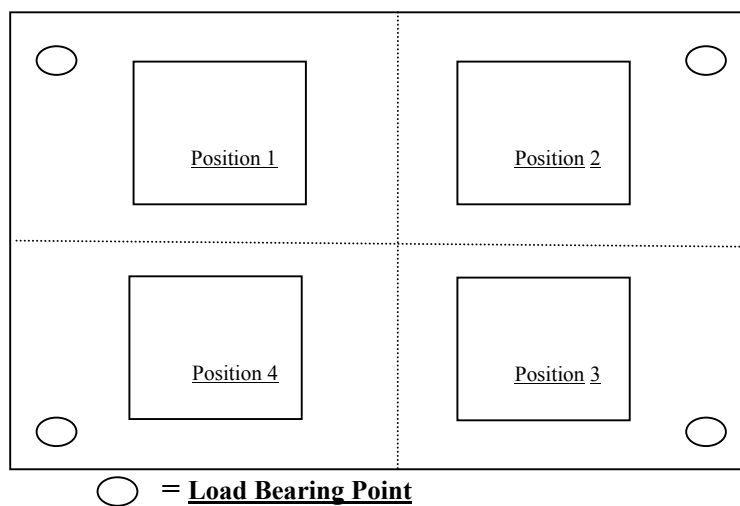 Position 1
Position 2
Position 4
Position 3
= Load Bearing Point